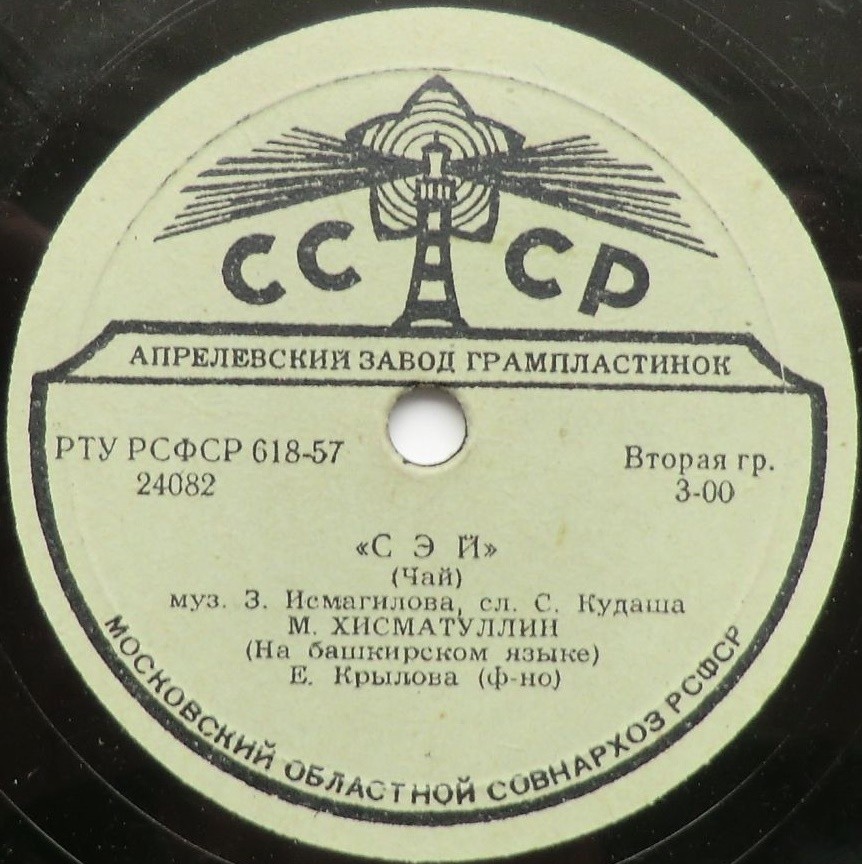 СССР
АПРЕЛЕВСКИЙ ЗАВОД ГРАМПЛАСТИНОК
РТУ РСФСР 618-57
24082
Вторая гр.
3-00
«С Э Й»
(Чай)
муз. З. Исмагилова, сл. С. Кудаша
М. ХИСМАТУЛЛИН
(На башкирском языке)
Е. Крылова (ф-но)
МОСКОВСКИЙ ОБЛАСТНОЙ СОВНАРХОЗ РСФСР